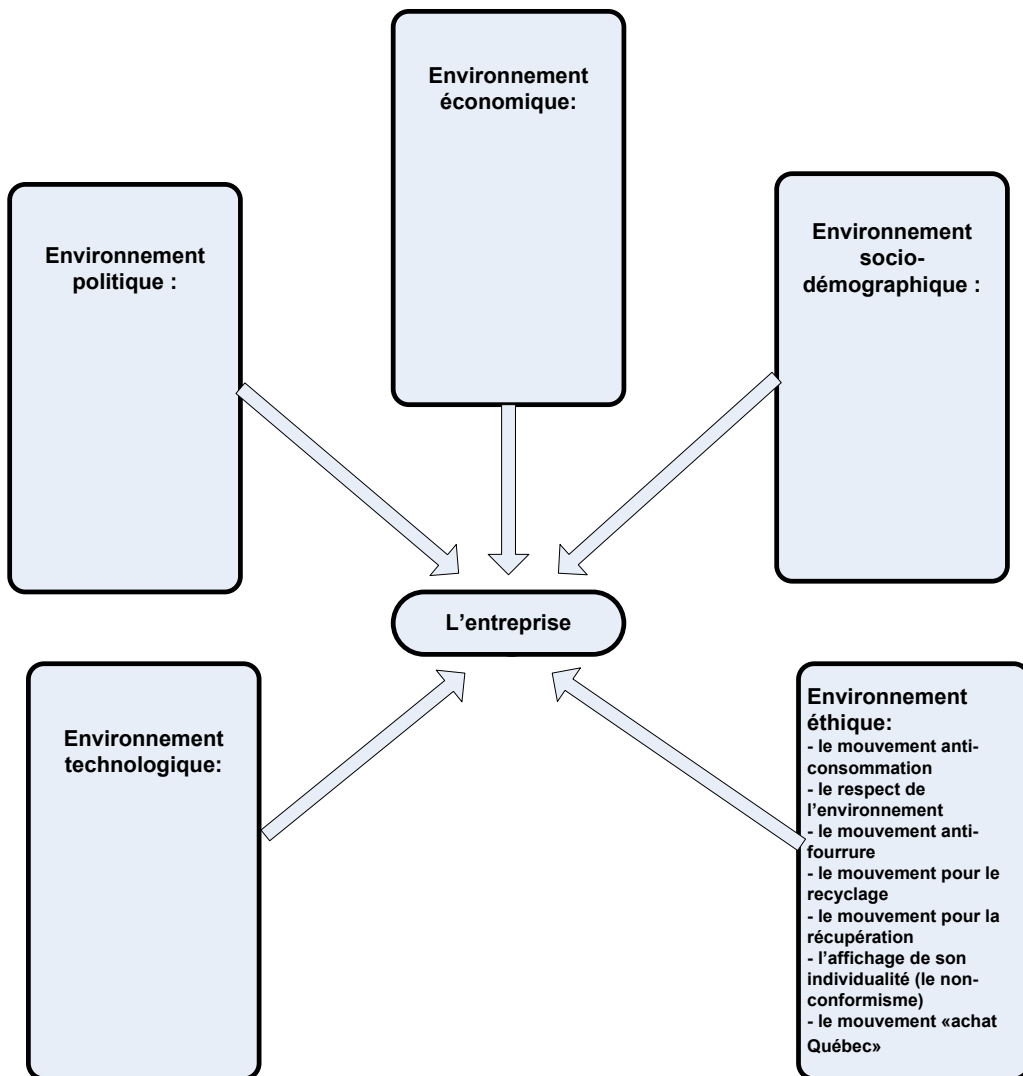 Environnement
économique:
Environnement
politique :
Environnement
socio-
démographique :
L'entreprise
Environnement
technologique:
Environnement
éthique:
- le mouvement anti-
consommation
- le respect de
l'environnement
- le mouvement anti-
fourrure
- le mouvement pour le
recyclage
- le mouvement pour la
récupération
- l'affichage de son
individualité (le non-
conformisme)
- le mouvement «achat
Québec»